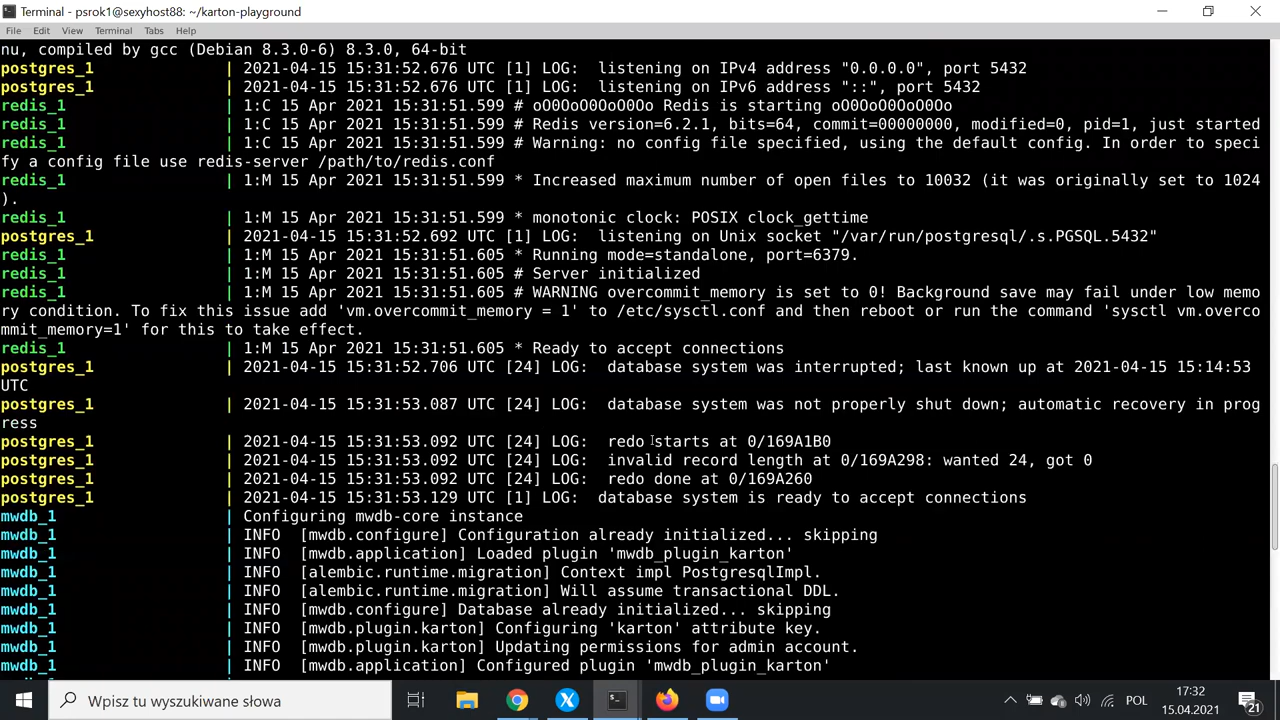 Terminal - psrok1@sexyhost88: ~/karton-playground
File Edit View Terminal Tabs Help
nu, compiled by gcc (Debian 8.3.0-6) 8.3.0, 64-bit
postgres_1 | 2021-04-15 15:31:52.676 UTC [1] LOG: listening on IPv4 address "0.0.0.0", port 5432
postgres_1 | 2021-04-15 15:31:52.676 UTC [1] LOG: listening on IPv6 address "::", port 5432
redis_1 | 1:C 15 Apr 2021 15:31:51.599 # oO0OoO0OoO0Oo Redis is starting oO0OoO0OoO0Oo
redis_1 | 1:C 15 Apr 2021 15:31:51.599 # Redis version=6.2.1, bits=64, commit=00000000, modified=0, pid=1, just started
redis_1 | 1:C 15 Apr 2021 15:31:51.599 # Warning: no config file specified, using the default config. In order to speci
fy a config file use redis-server /path/to/redis.conf
redis_1 | 1:M 15 Apr 2021 15:31:51.599 * Increased maximum number of open files to 10032 (it was originally set to 1024
).
redis_1 | 1:M 15 Apr 2021 15:31:51.599 * monotonic clock: POSIX clock_gettime
postgres_1 | 2021-04-15 15:31:52.692 UTC [1] LOG: listening on Unix socket "/var/run/postgresql/.s.PGSQL.5432"
redis_1 | 1:M 15 Apr 2021 15:31:51.605 * Running mode=standalone, port=6379.
redis_1 | 1:M 15 Apr 2021 15:31:51.605 # Server initialized
redis_1 | 1:M 15 Apr 2021 15:31:51.605 # WARNING overcommit_memory is set to 0! Background save may fail under low memo
ry condition. To fix this issue add 'vm.overcommit_memory = 1' to /etc/sysctl.conf and then reboot or run the command 'sysctl vm.overco
mmit_memory=1' for this to take effect.
redis_1 | 1:M 15 Apr 2021 15:31:51.605 * Ready to accept connections
postgres_1 | 2021-04-15 15:31:52.706 UTC [24] LOG: database system was interrupted; last known up at 2021-04-15 15:14:53
UTC
postgres_1 | 2021-04-15 15:31:53.087 UTC [24] LOG: database system was not properly shut down; automatic recovery in prog
ress
postgres_1 | 2021-04-15 15:31:53.092 UTC [24] LOG: redo starts at 0/169A1B0
postgres_1 | 2021-04-15 15:31:53.092 UTC [24] LOG: invalid record length at 0/169A298: wanted 24, got 0
postgres_1 | 2021-04-15 15:31:53.092 UTC [24] LOG: redo done at 0/169A260
postgres_1 | 2021-04-15 15:31:53.129 UTC [1] LOG: database system is ready to accept connections
mwdb_1 | Configuring mwdb-core instance
mwdb_1 | INFO [mwdb.configure] Configuration already initialized... skipping
mwdb_1 | INFO [mwdb.application] Loaded plugin 'mwdb_plugin_karton'
mwdb_1 | INFO [alembic.runtime.migration] Context impl PostgresqlImpl.
mwdb_1 | INFO [alembic.runtime.migration] Will assume transactional DDL.
mwdb_1 | INFO [mwdb.configure] Database already initialized... skipping
mwdb_1 | INFO [mwdb.plugin.karton] Configuring 'karton' attribute key.
mwdb_1 | INFO [mwdb.plugin.karton] Updating permissions for admin account.
mwdb_1 | INFO [mwdb.application] Configured plugin 'mwdb_plugin_karton'
Wpisz tu wyszukiwane słowa
POL
17:32
15.04.2021
21